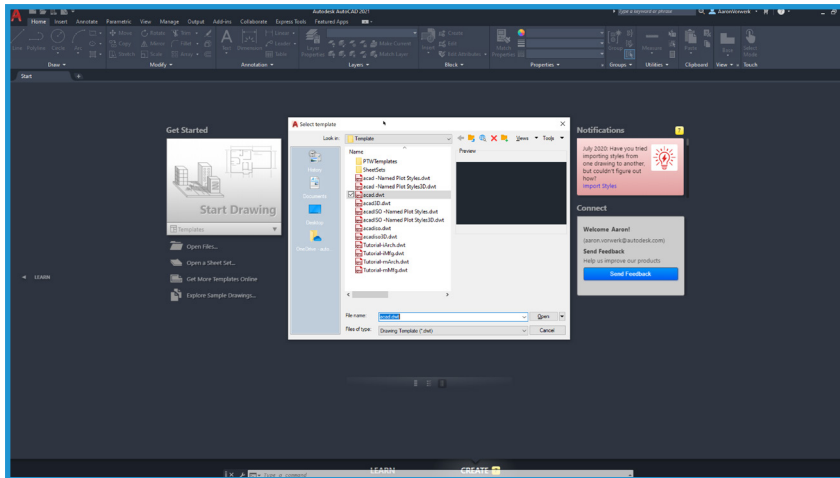 Autodesk AutoCAD 2021
Type a keyword or phrase
AaronVorwerk
Home Insert Annotate Parametric View Manage Output Add-ins Collaborate Express Tools Featured Apps
Line Polyline Circle Arc
Move
Rotate
Trim
Copy
Mirror
Fillet
Stretch
Scale
Array
Text
Dimension
Linear
Leader
Table
Layer Properties
Make Current
Match Layer
Insert
Create
Edit
Edit Attributes
Match Properties
Group
Measure
Paste
Base
Select Mode
Draw
Modify
Annotation
Layers
Block
Properties
Groups
Utilities
Clipboard
View
Touch
Start
Get Started
Start Drawing
Templates
Open Files...
Open a Sheet Set...
Get More Templates Online
Explore Sample Drawings...
LEARN
Select template
Look in:
Template
Views
Tools
History
Documents
Desktop
Name
PTWTemplates
SheetSets
acad -Named Plot Styles.dwt
acad -Named Plot Styles3D.dwt
acad.dwt
acad3D.dwt
acadISO -Named Plot Styles.dwt
acadISO -Named Plot Styles3D.dwt
acadiso.dwt
acadiso3D.dwt
Tutorial-iArch.dwt
Tutorial-iMfg.dwt
Tutorial-mArch.dwt
Tutorial-mMfg.dwt
Preview
File name:
acad.dwt
Open
Files of type:
Drawing Template (*.dwt)
Cancel
Notifications
July 2020: Have you tried
importing styles from
one drawing to another,
but couldn't figure out
how?
Import Styles
Connect
Welcome Aaron!
(aaron.vorwerk@autodesk.com)
Send Feedback
Help us improve our products
Send Feedback
Type a command
LEARN
CREATE